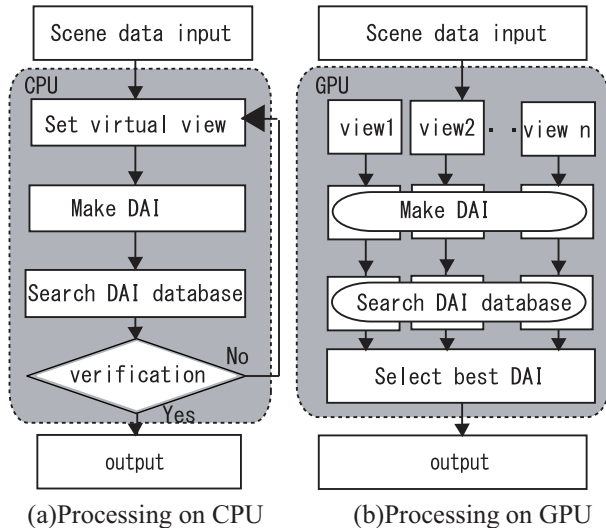 Scene data input
CPU
Set virtual view
Make DAI
Search DAI database
verification
No
Yes
output
(a)Processing on CPU
Scene data input
GPU
view1 view2 ・・ view n
Make DAI
Search DAI database
Select best DAI
output
(b)Processing on GPU